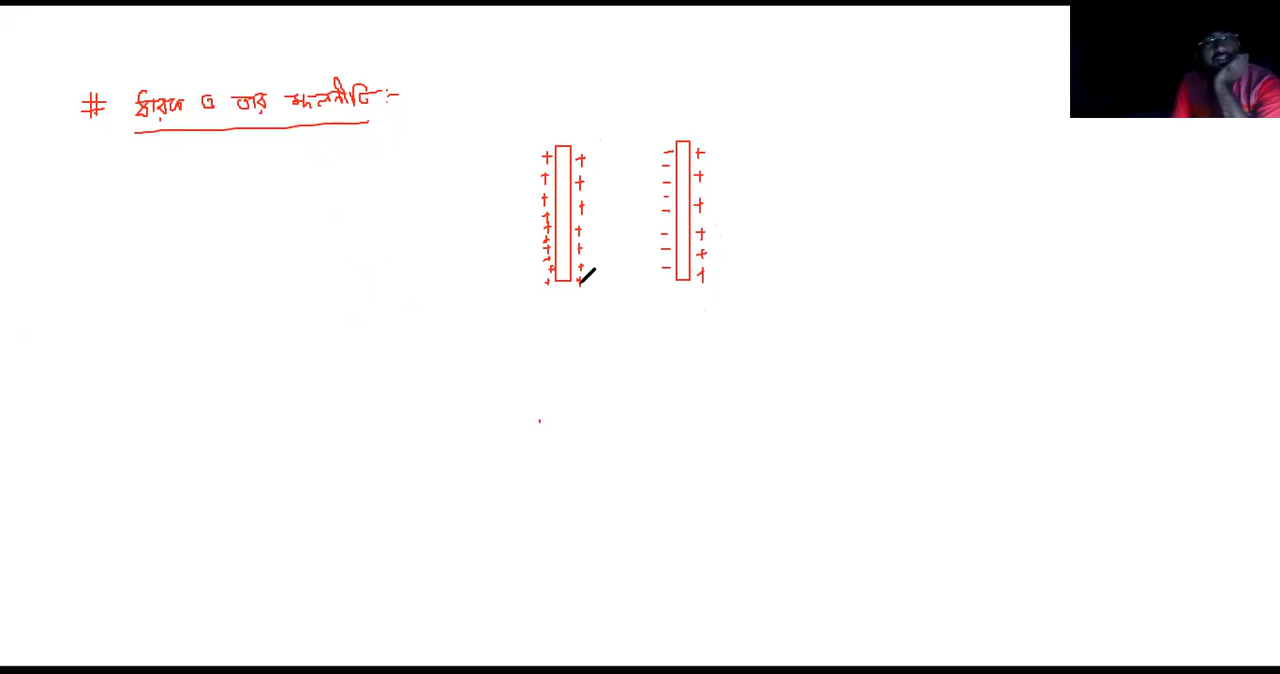 # ধারক ও তার মূলনীতি :-
+ + - +
+ + - +
+ + - +
+ + - +
+ + - +
+ + - +
+ + -
+ -
+
+